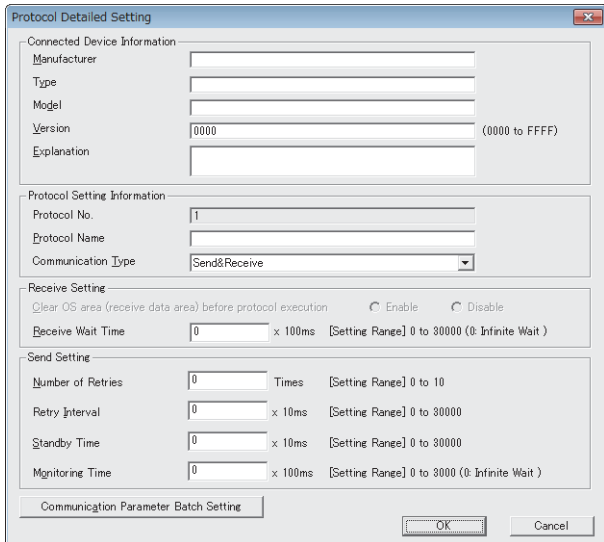 Protocol Detailed Setting
Connected Device Information
Manufacturer
Type
Model
Version 0000 (0000 to FFFF)
Explanation
Protocol Setting Information
Protocol No. 1
Protocol Name
Communication Type Send&Receive
Receive Setting
Clear OS area (receive data area) before protocol execution Enable Disable
Receive Wait Time 0 x 100ms [Setting Range] 0 to 30000 (0: Infinite Wait )
Send Setting
Number of Retries 0 Times [Setting Range] 0 to 10
Retry Interval 0 x 10ms [Setting Range] 0 to 30000
Standby Time 0 x 10ms [Setting Range] 0 to 30000
Monitoring Time 0 x 100ms [Setting Range] 0 to 3000 (0: Infinite Wait )
Communication Parameter Batch Setting
OK Cancel